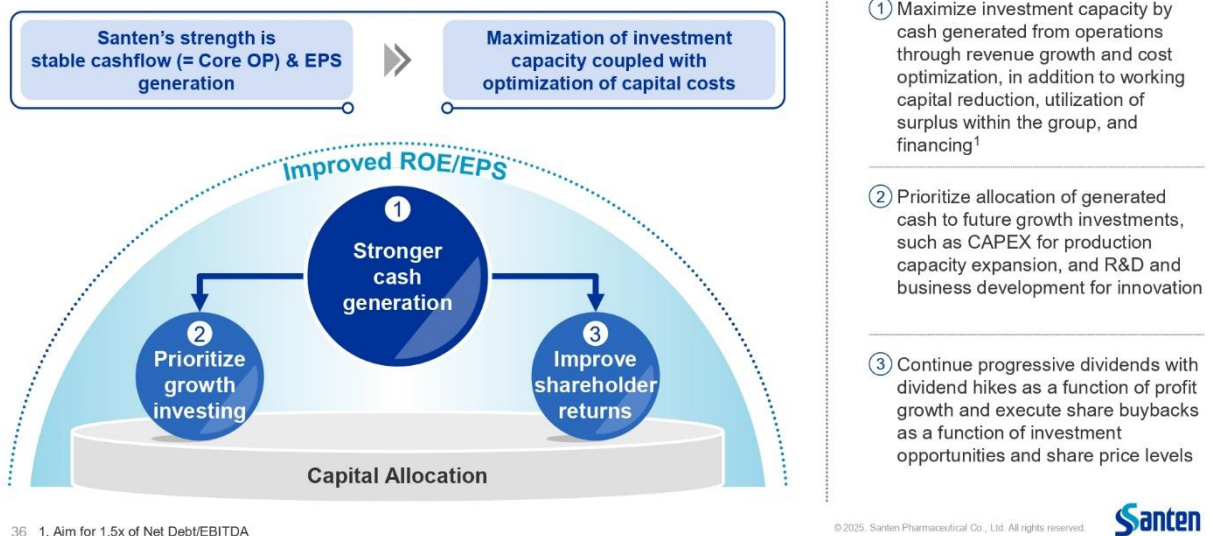 Santen’s strength is
stable cashflow (= Core OP) & EPS
generation
Maximization of investment
capacity coupled with
optimization of capital costs
Improved ROE/EPS
1
Stronger
cash
generation
2
Prioritize
growth
investing
3
Improve
shareholder
returns
Capital Allocation
1 Maximize investment capacity by
cash generated from operations
through revenue growth and cost
optimization, in addition to working
capital reduction, utilization of
surplus within the group, and
financing1
2 Prioritize allocation of generated
cash to future growth investments,
such as CAPEX for production
capacity expansion, and R&D and
business development for innovation
3 Continue progressive dividends with
dividend hikes as a function of profit
growth and execute share buybacks
as a function of investment
opportunities and share price levels
36 1. Aim for 1.5x of Net Debt/EBITDA
©2025. Santen Pharmaceutical Co., Ltd. All rights reserved.
Santen